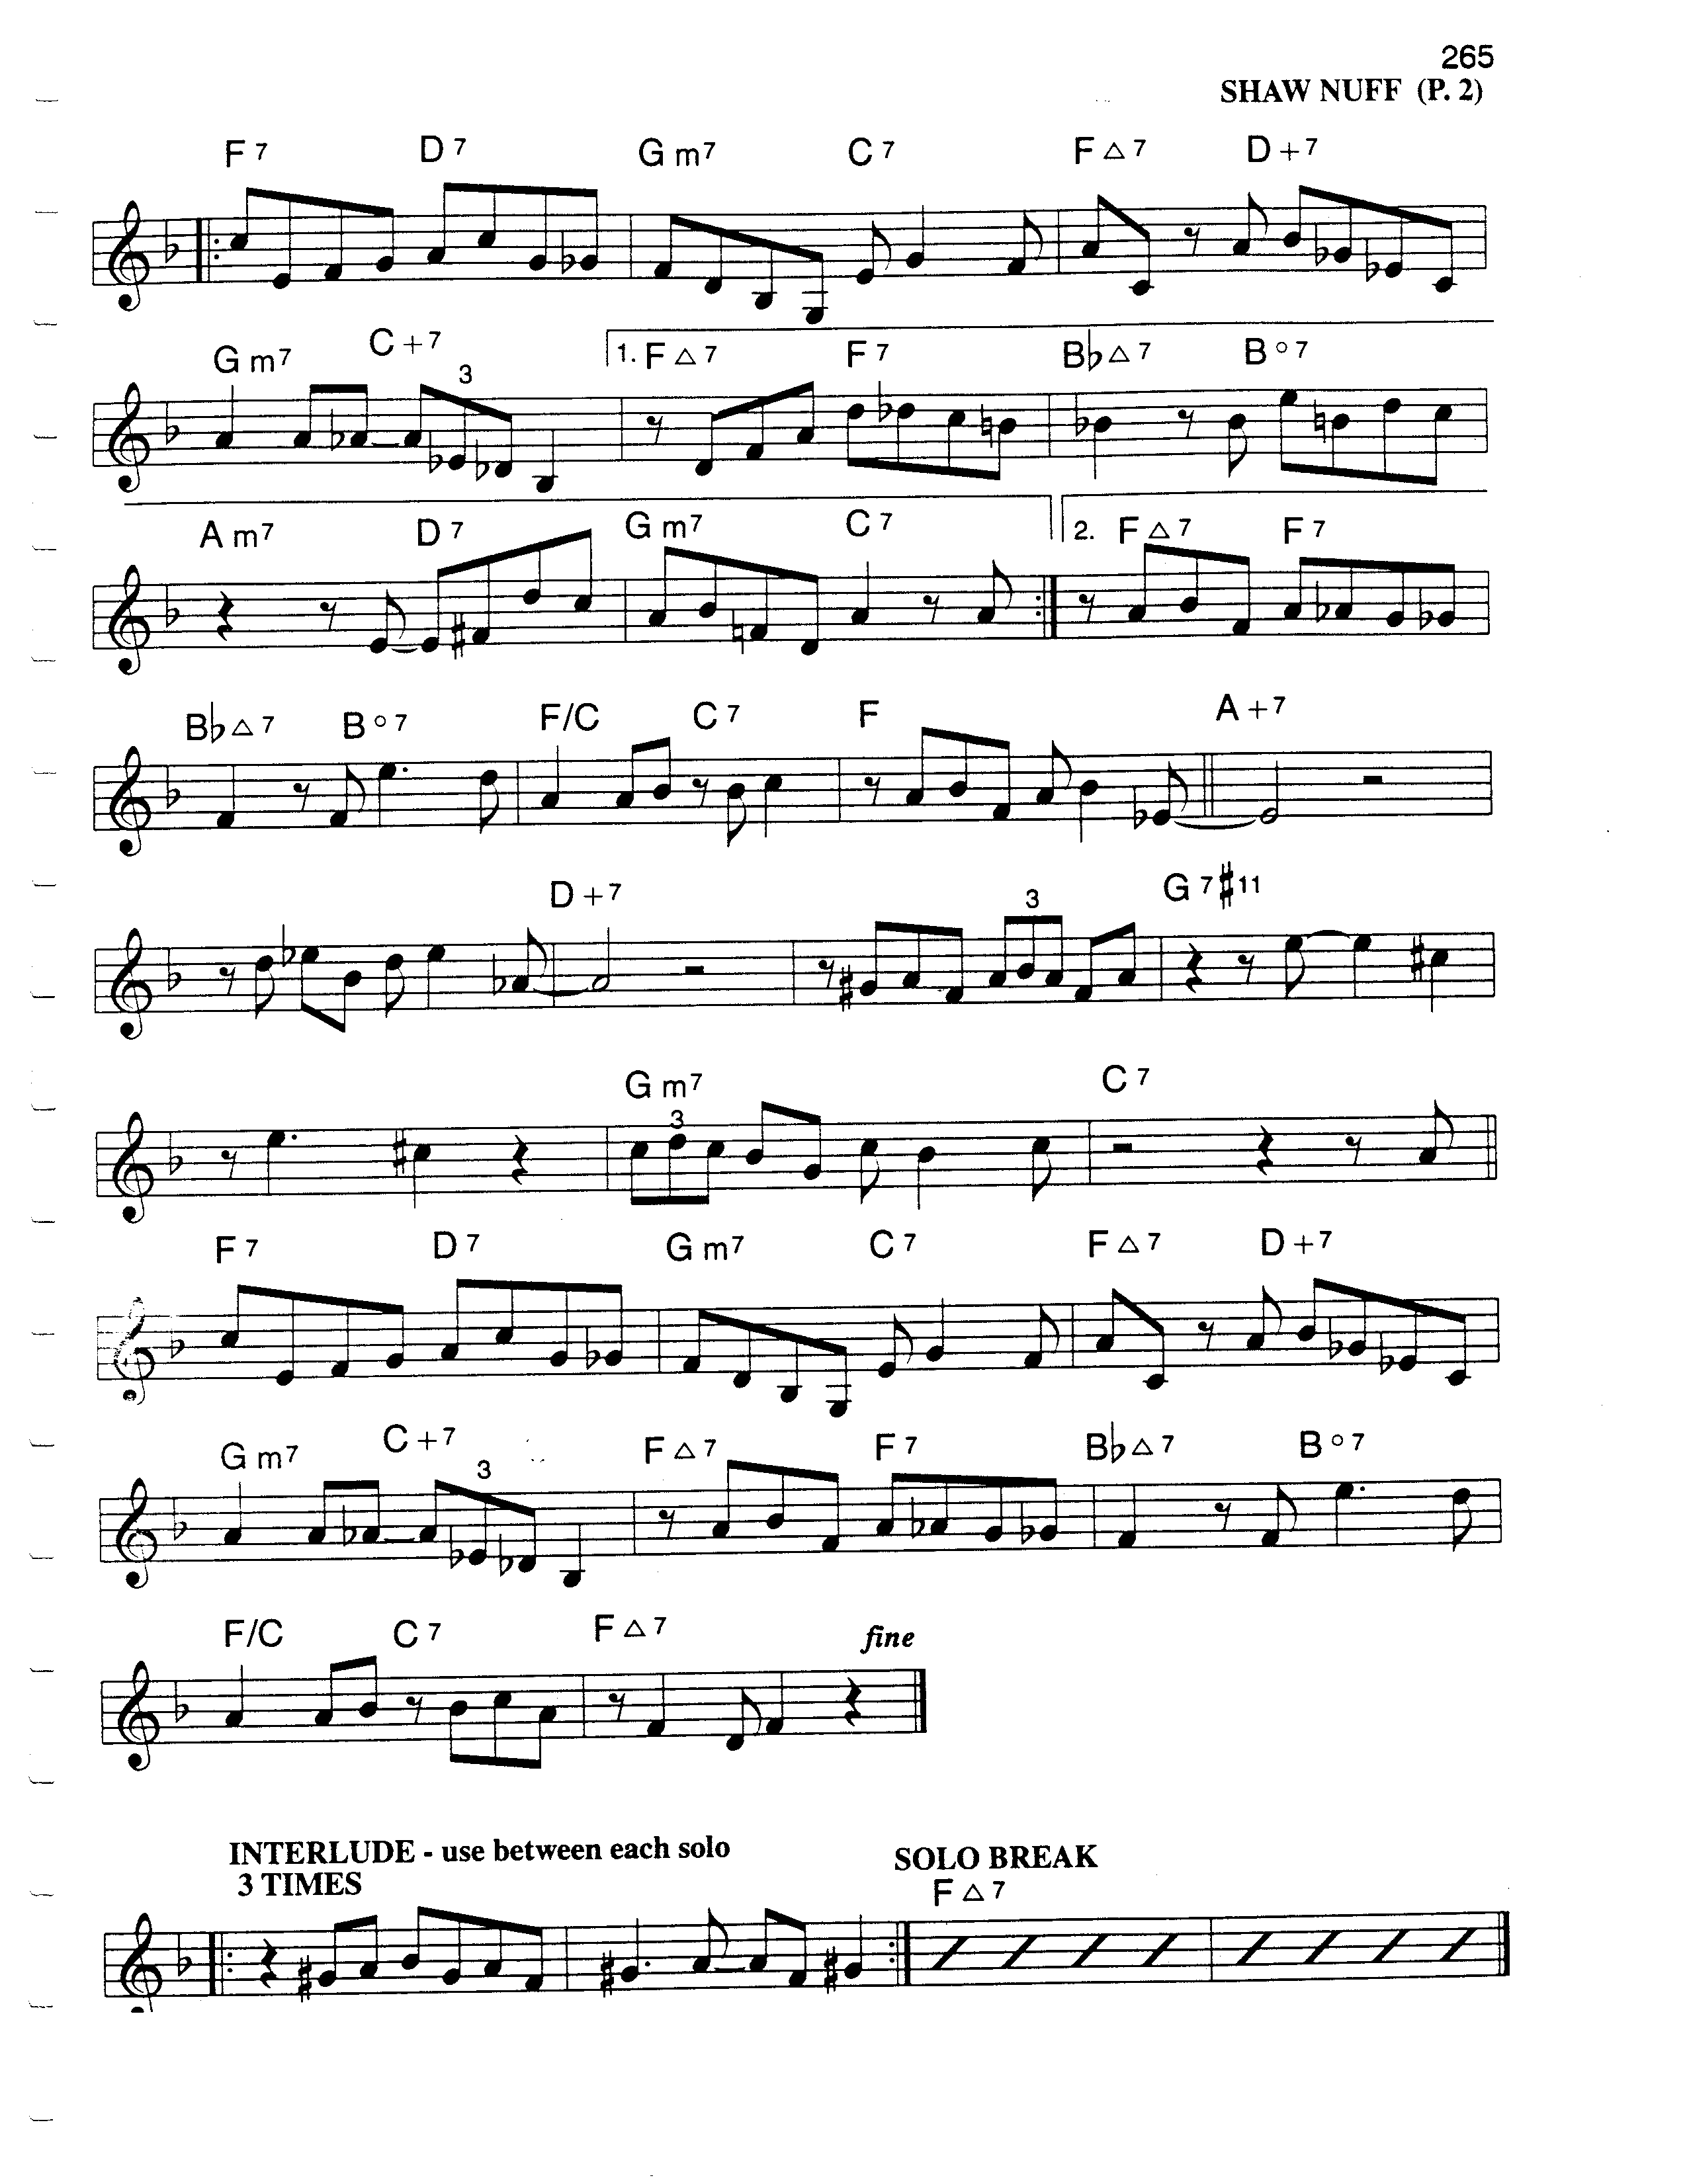 265
SHAW NUFF (P. 2)
F 7 D 7 G m7 C 7 F △ 7 D + 7
G m7 C + 7 3 1. F △ 7 F 7 Bb △ 7 B ○ 7
A m7 D 7 G m7 C 7 2. F △ 7 F 7
Bb △ 7 B ○ 7 F/C C 7 F A + 7
D + 7 3 G 7 #11
G m7 3 C 7
F 7 D 7 G m7 C 7 F △ 7 D + 7
G m7 C + 7 3 F △ 7 F 7 Bb △ 7 B ○ 7
F/C C 7 F △ 7 fine
INTERLUDE - use between each solo SOLO BREAK
3 TIMES F △ 7